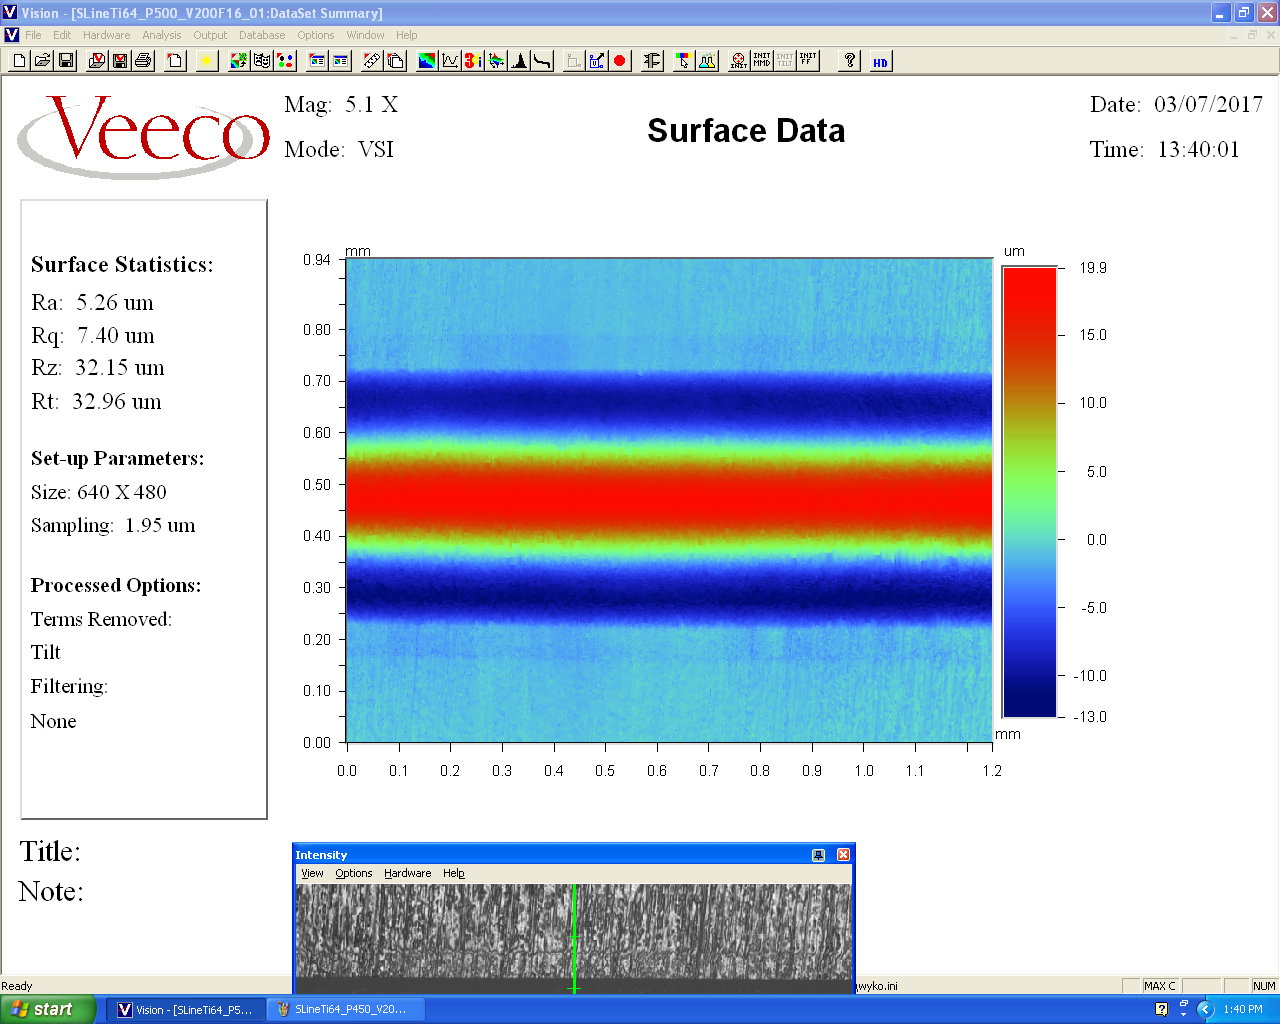 Vision - [SLineTi64_P500_V200F16_01:DataSet Summary]
File Edit Hardware Analysis Output Database Options Window Help
INIT INIT MMD INIT TILT INIT FF ? HD
Veeco
Mag: 5.1 X
Mode: VSI
Surface Data
Date: 03/07/2017
Time: 13:40:01
Surface Statistics:
Ra: 5.26 um
Rq: 7.40 um
Rz: 32.15 um
Rt: 32.96 um
Set-up Parameters:
Size: 640 X 480
Sampling: 1.95 um
Processed Options:
Terms Removed:
Tilt
Filtering:
None
mm
0.94
0.80
0.70
0.60
0.50
0.40
0.30
0.20
0.10
0.00
0.0 0.1 0.2 0.3 0.4 0.5 0.6 0.7 0.8 0.9 1.0 1.1 1.2
mm
um
19.9
15.0
10.0
5.0
0.0
-5.0
-10.0
-13.0
Title:
Note:
Intensity
View Options Hardware Help
Ready
wyko.ini
MAX C
NUM
start
Vision - [SLineTi64_P5...
SLineTi64_P450_V20...
1:40 PM